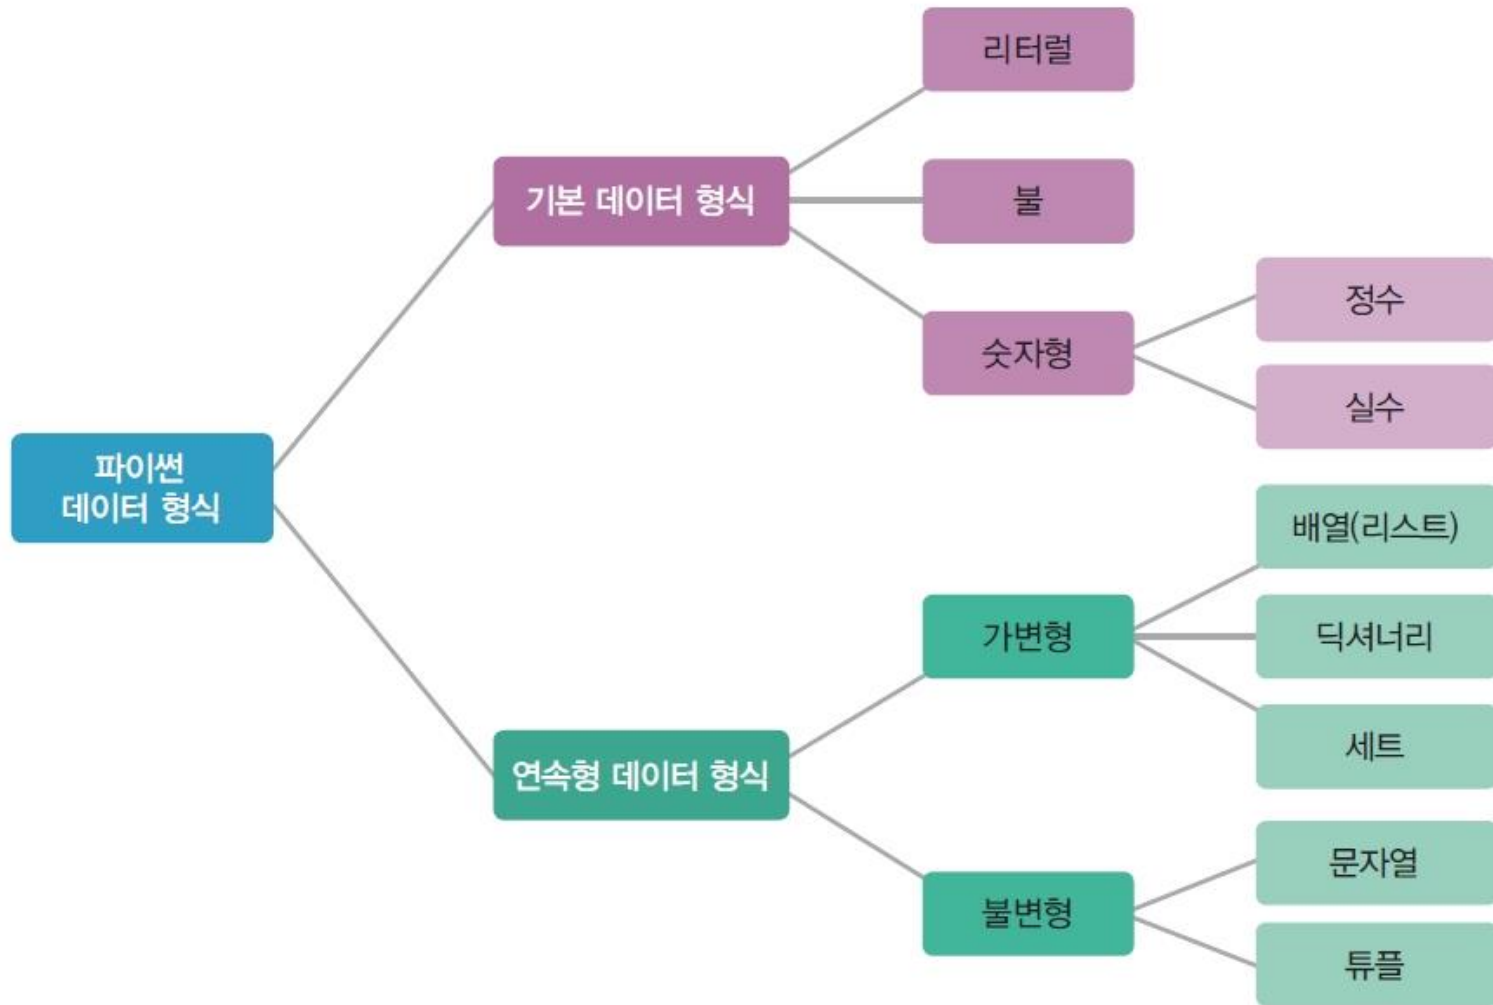 파이썬
데이터 형식
기본 데이터 형식
리터럴
불
숫자형
정수
실수
연속형 데이터 형식
가변형
배열(리스트)
딕셔너리
세트
불변형
문자열
튜플